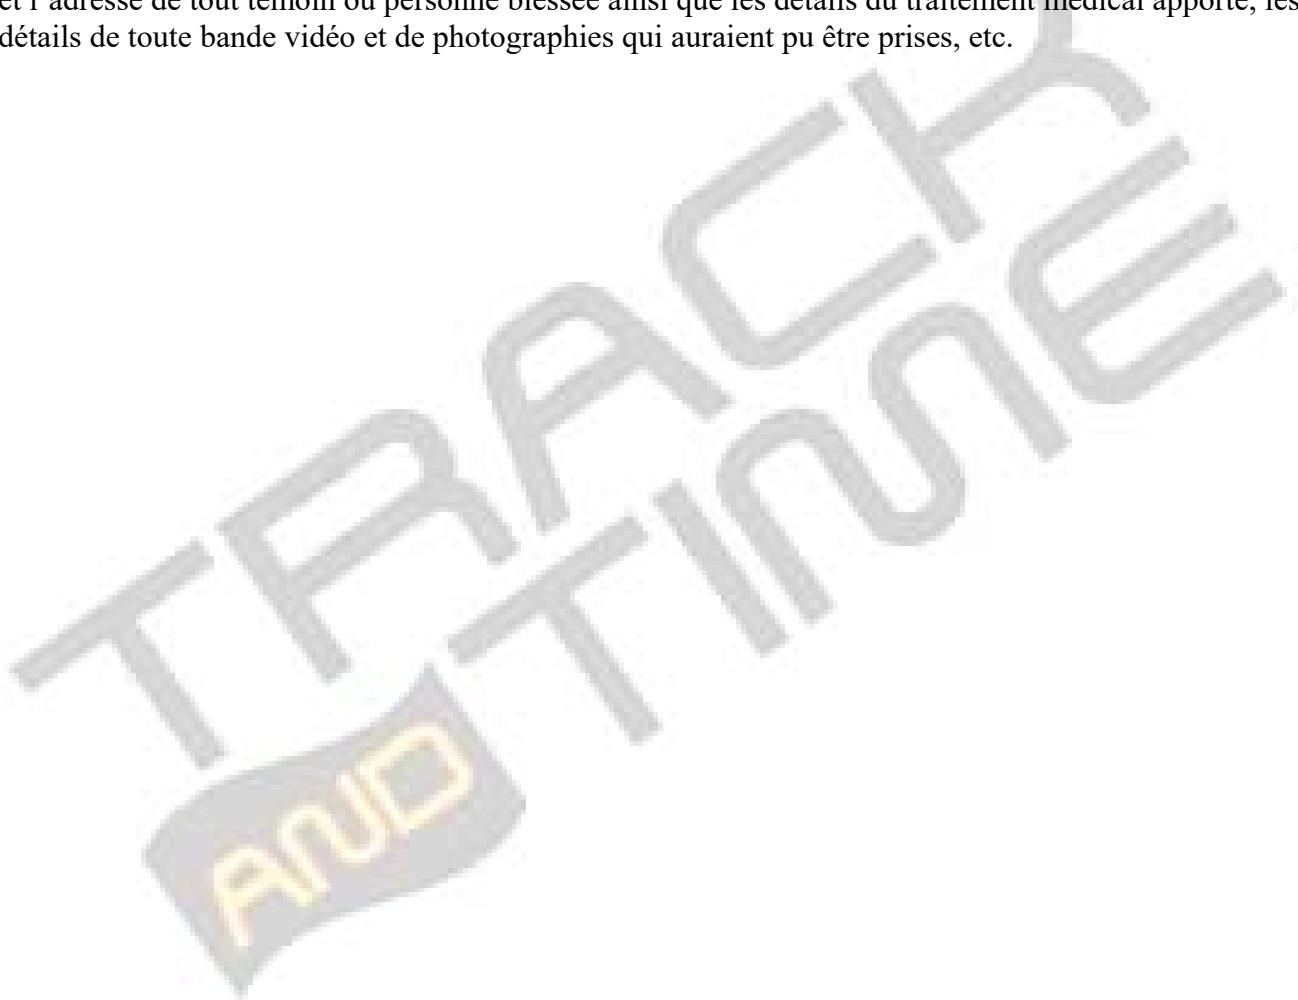 et l'adresse de tout témoin ou personne blessée ainsi que les détails du traitement médical apporté, les
détails de toute bande vidéo et de photographies qui auraient pu être prises, etc.
TRACK
AND
TIME